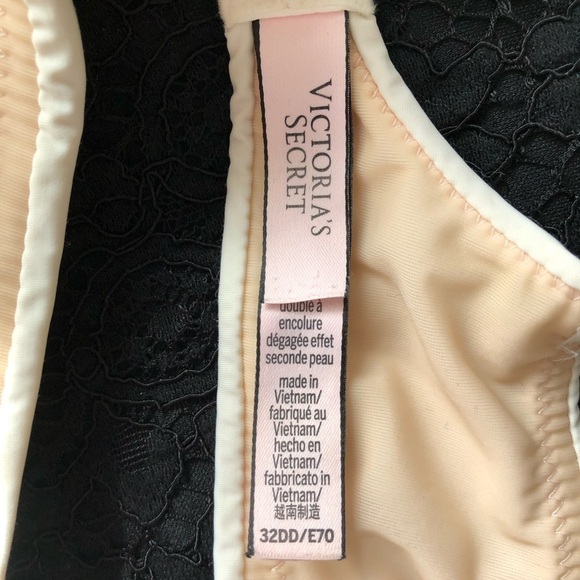 VICTORIA'S
SECRET
double à
encolure
dégagée effet
seconde peau
made in
Vietnam/
fabriqué au
Vietnam/
hecho en
Vietnam/
fabbricato in
Vietnam/
越南制造
32DD/E70